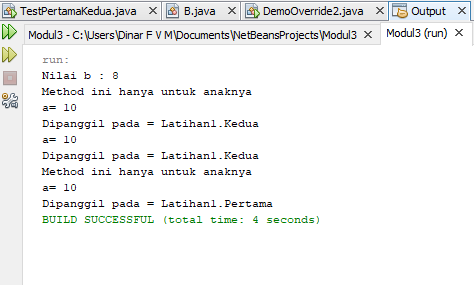 TestPertamaKedua.java B.java DemoOverride2.java Output
Modul3 - C:\Users\Dinar F V M\Documents\NetBeansProjects\Modul3 Modul3 (run)
run:
Nilai b : 8
Method ini hanya untuk anaknya
a= 10
Dipanggil pada = Latihan1.Kedua
a= 10
Dipanggil pada = Latihan1.Kedua
Method ini hanya untuk anaknya
a= 10
Dipanggil pada = Latihan1.Pertama
BUILD SUCCESSFUL (total time: 4 seconds)